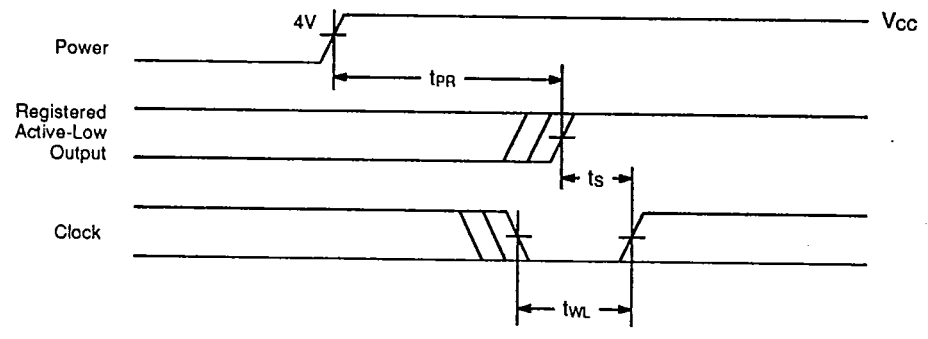 4V
VCC
Power
tPR
Registered
Active-Low
Output
tS
Clock
tWL